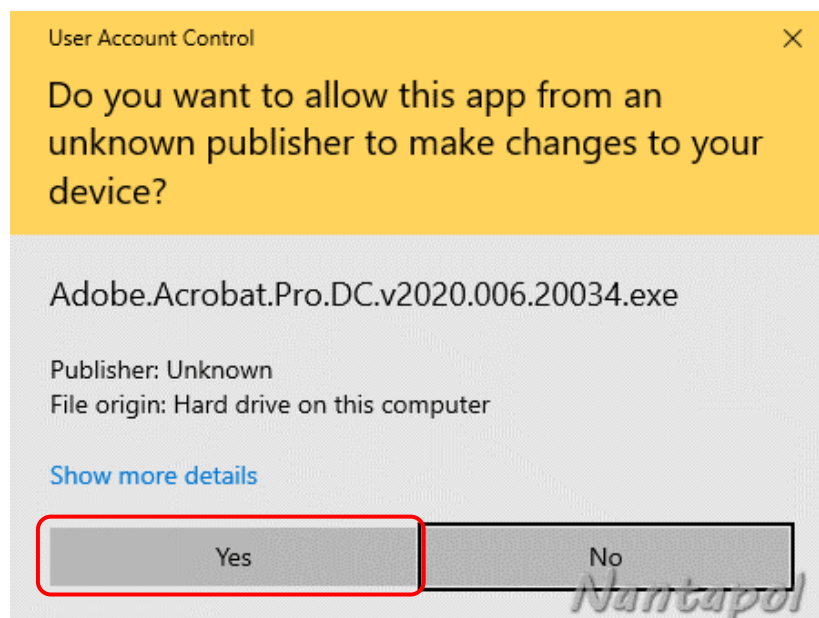 User Account Control
Do you want to allow this app from an
unknown publisher to make changes to your
device?
Adobe.Acrobat.Pro.DC.v2020.006.20034.exe
Publisher: Unknown
File origin: Hard drive on this computer
Show more details
Yes
No
Nantapol